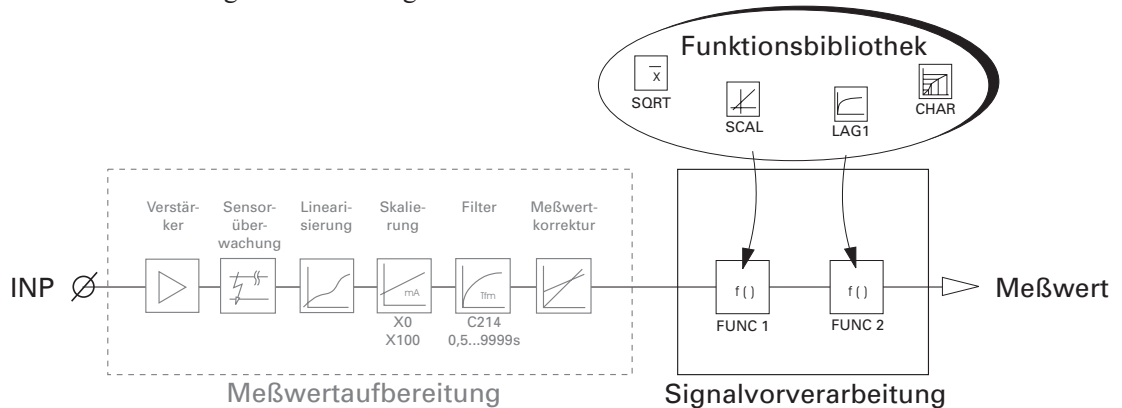 Funktionsbibliothek
x
SQRT
SCAL
LAG1
CHAR
Verstär-
ker
Sensor-
über-
wachung
Lineari-
sierung
Skalie-
rung
Filter
Meßwert-
korrektur
INP
mA
Tfm
f ( )
f ( )
Meßwert
X0
X100
C214
0,5...9999s
FUNC 1
FUNC 2
Meßwertaufbereitung
Signalvorverarbeitung